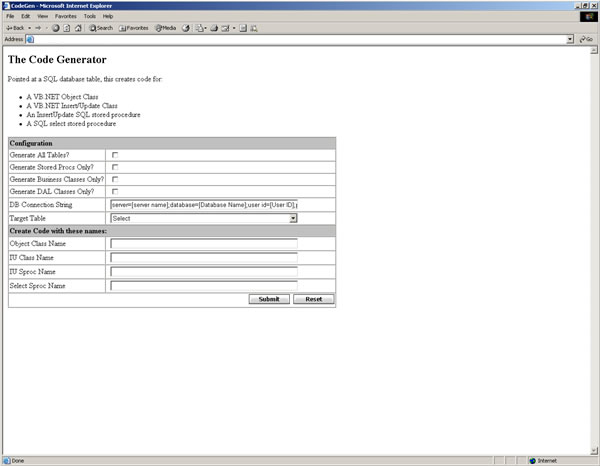 CodeGen - Microsoft Internet Explorer
File Edit View Favorites Tools Help
Back Search Favorites Media
Address Go
The Code Generator
Pointed at a SQL database table, this creates code for:
A VB.NET Object Class
A VB.NET Insert/Update Class
An InsertUpdate SQL stored procedure
A SQL select stored procedure
Configuration
Generate All Tables?
Generate Stored Procs Only?
Generate Business Classes Only?
Generate DAL Classes Only?
DB Connection String server=[server name];database=[Database Name];user id=[User ID];
Target Table Select
Create Code with these names:
Object Class Name
IU Class Name
IU Sproc Name
Select Sproc Name
Submit Reset
Done Internet